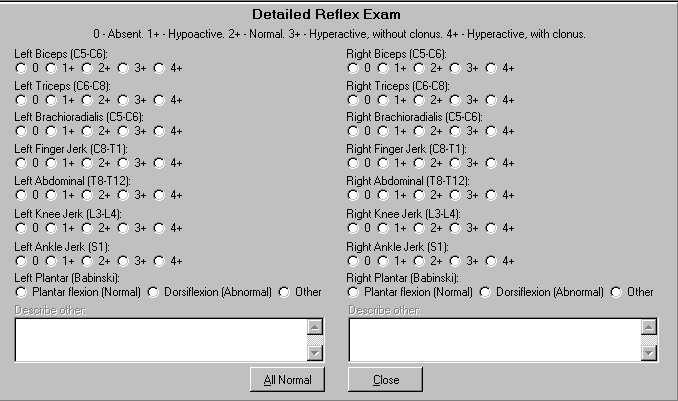 Detailed Reflex Exam
0 - Absent. 1+ - Hypoactive. 2+ - Normal. 3+ - Hyperactive, without clonus. 4+ - Hyperactive, with clonus.
Left Biceps (C5-C6):
0 1+ 2+ 3+ 4+
Left Triceps (C6-C8):
0 1+ 2+ 3+ 4+
Left Brachioradialis (C5-C6):
0 1+ 2+ 3+ 4+
Left Finger Jerk (C8-T1):
0 1+ 2+ 3+ 4+
Left Abdominal (T8-T12):
0 1+ 2+ 3+ 4+
Left Knee Jerk (L3-L4):
0 1+ 2+ 3+ 4+
Left Ankle Jerk (S1):
0 1+ 2+ 3+ 4+
Left Plantar (Babinski):
Plantar flexion (Normal) Dorsiflexion (Abnormal) Other
Describe other:
Right Biceps (C5-C6):
0 1+ 2+ 3+ 4+
Right Triceps (C6-C8):
0 1+ 2+ 3+ 4+
Right Brachioradialis (C5-C6):
0 1+ 2+ 3+ 4+
Right Finger Jerk (C8-T1):
0 1+ 2+ 3+ 4+
Right Abdominal (T8-T12):
0 1+ 2+ 3+ 4+
Right Knee Jerk (L3-L4):
0 1+ 2+ 3+ 4+
Right Ankle Jerk (S1):
0 1+ 2+ 3+ 4+
Right Plantar (Babinski):
Plantar flexion (Normal) Dorsiflexion (Abnormal) Other
Describe other:
All Normal
Close